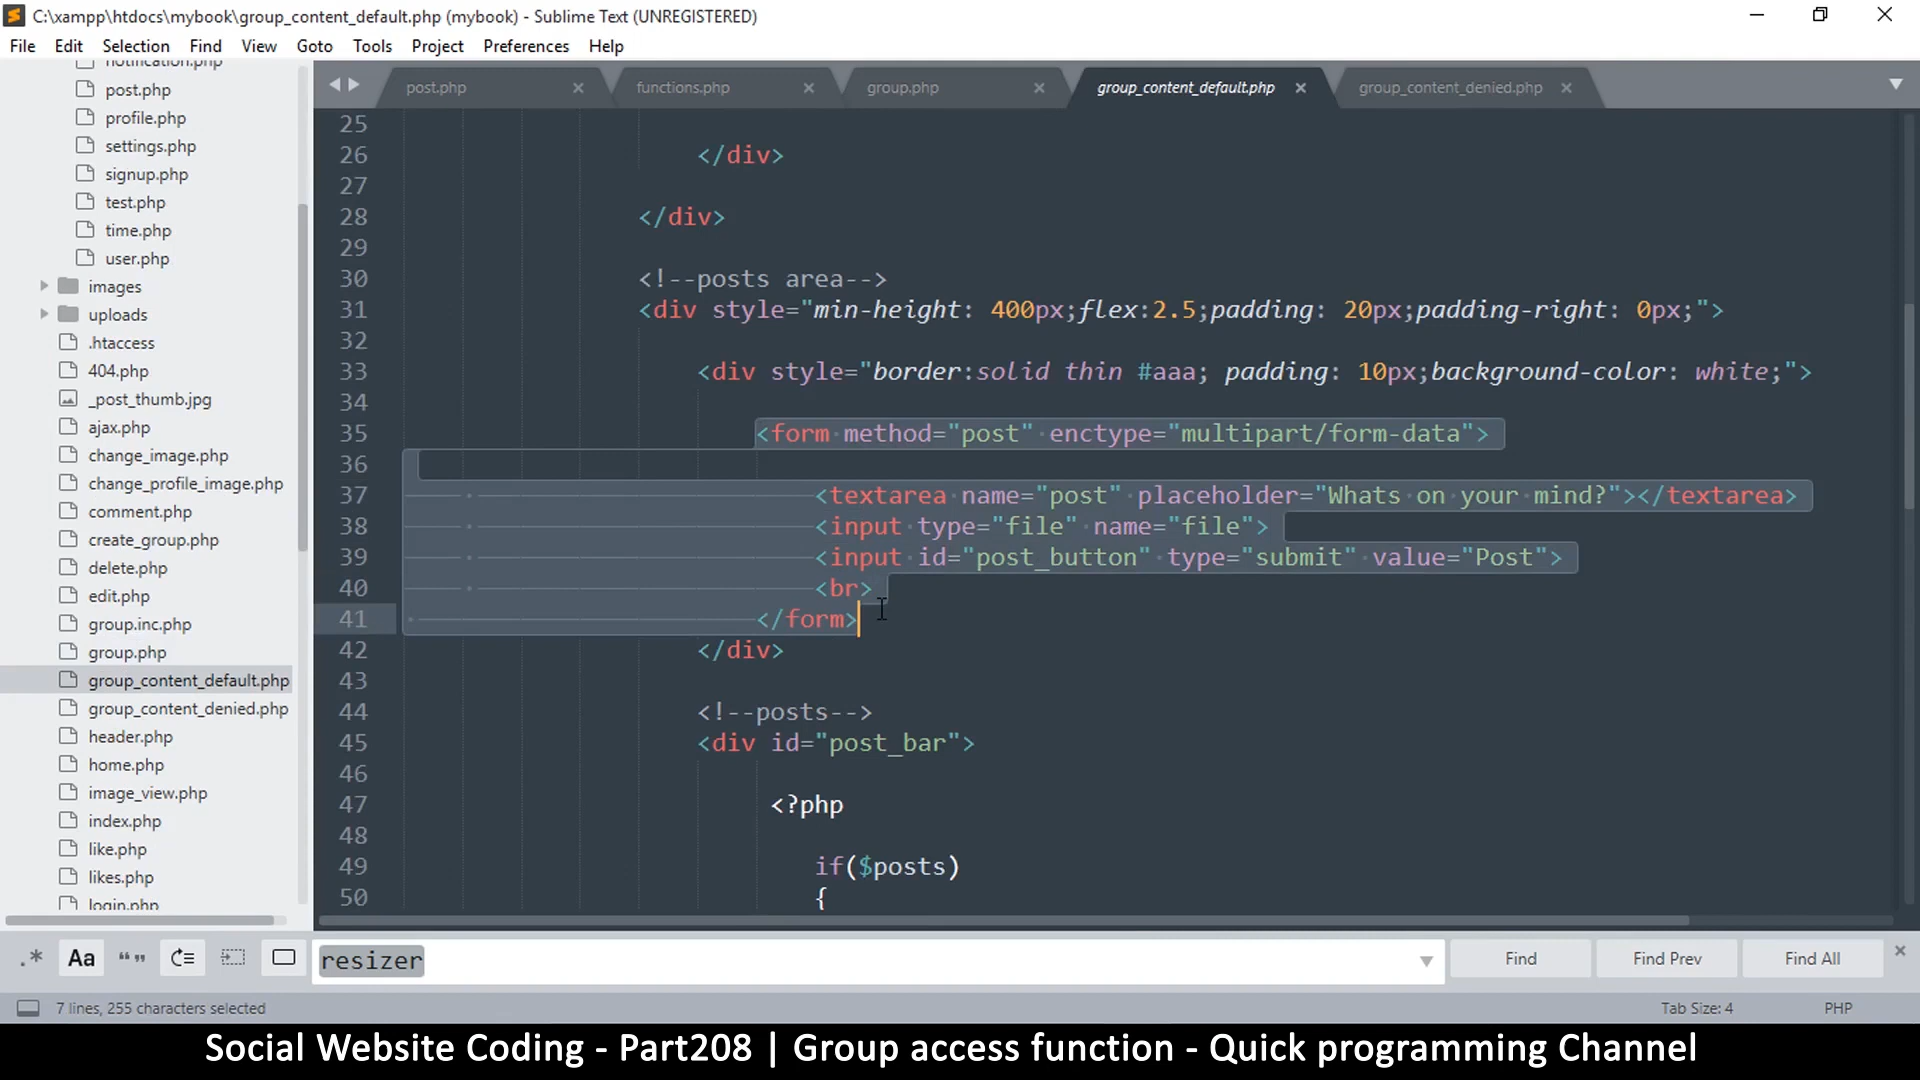 C:\xampp\htdocs\mybook\group_content_default.php (mybook) - Sublime Text (UNREGISTERED)
File Edit Selection Find View Goto Tools Project Preferences Help
notification.php
post.php
profile.php
settings.php
signup.php
test.php
time.php
user.php
images
uploads
.htaccess
404.php
_post_thumb.jpg
ajax.php
change_image.php
change_profile_image.php
comment.php
create_group.php
delete.php
edit.php
group.inc.php
group.php
group_content_default.php
group_content_denied.php
header.php
home.php
image_view.php
index.php
like.php
likes.php
login.php
post.php functions.php group.php group_content_default.php group_content_denied.php
25
26 </div>
27
28 </div>
29
30 <!--posts area-->
31 <div style="min-height: 400px;flex:2.5;padding: 20px;padding-right: 0px;">
32
33 <div style="border:solid thin #aaa; padding: 10px;background-color: white;">
34
35 <form method="post" enctype="multipart/form-data">
36
37 <textarea name="post" placeholder="Whats on your mind?"></textarea>
38 <input type="file" name="file">
39 <input id="post_button" type="submit" value="Post">
40 <br>
41 </form>
42 </div>
43
44 <!--posts-->
45 <div id="post_bar">
46
47 <?php
48
49 if($posts)
50 {
.* Aa “” resizer Find Find Prev Find All
7 lines, 255 characters selected Tab Size: 4 PHP
Social Website Coding - Part208 | Group access function - Quick programming Channel